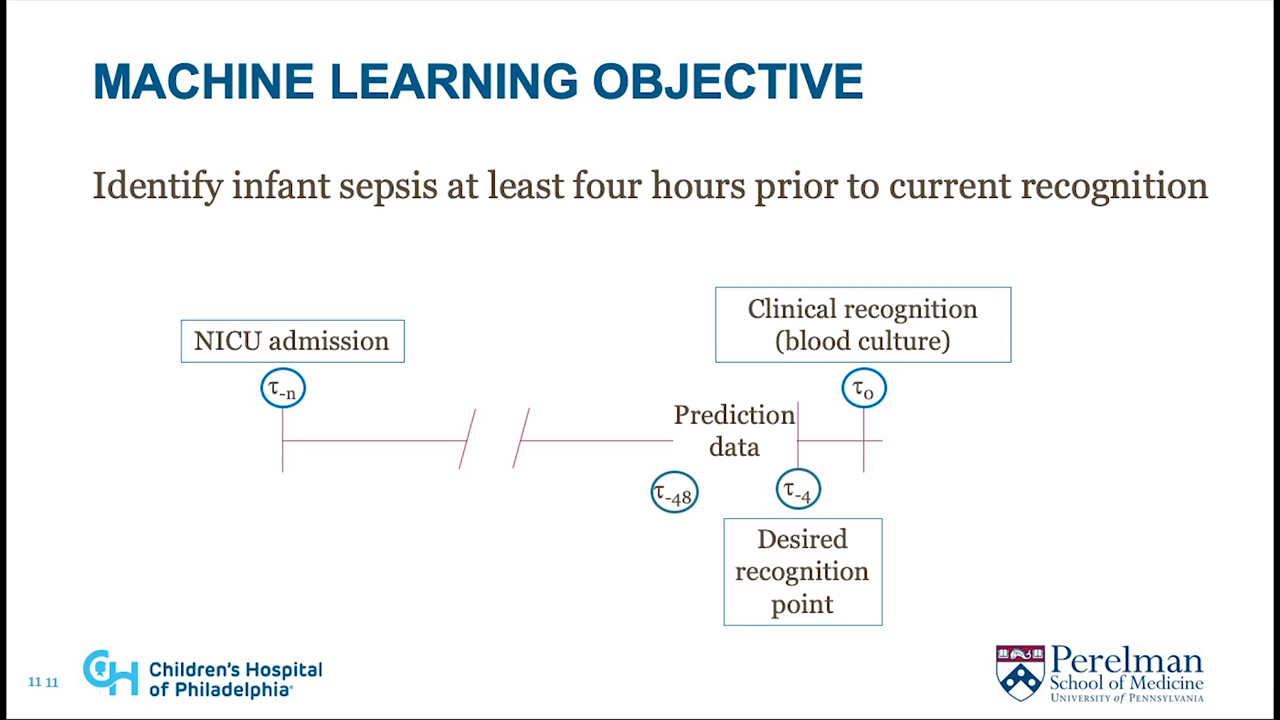 MACHINE LEARNING OBJECTIVE
Identify infant sepsis at least four hours prior to current recognition
NICU admission
Clinical recognition
(blood culture)
τ-n
τ0
Prediction
data
τ-48
τ-4
Desired
recognition
point
11 11
CH
Children's Hospital
of Philadelphia
Perelman
School of Medicine
UNIVERSITY of PENNSYLVANIA